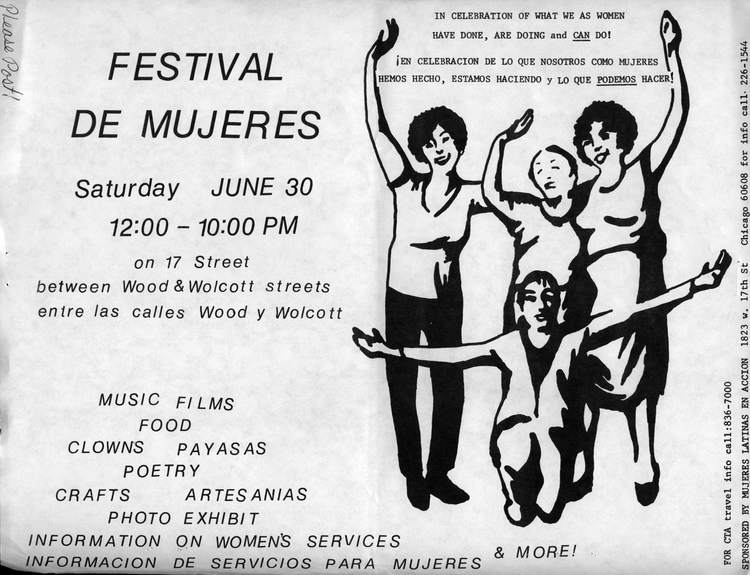 Please Post!
FESTIVAL
DE MUJERES
Saturday JUNE 30
12:00 - 10:00 PM
on 17 Street
between Wood & Wolcott streets
entre las calles Wood y Wolcott
MUSIC FILMS
FOOD
CLOWNS PAYASAS
POETRY
CRAFTS ARTESANIAS
PHOTO EXHIBIT
INFORMATION ON WOMEN'S SERVICES
INFORMACION DE SERVICIOS PARA MUJERES
& MORE!
IN CELEBRATION OF WHAT WE AS WOMEN
HAVE DONE, ARE DOING and CAN DO!
¡EN CELEBRACION DE LO QUE NOSOTROS COMO MUJERES
HEMOS HECHO, ESTAMOS HACIENDO y LO QUE PODEMOS HACER!
FOR CTA travel info call:836-7000
SPONSORED BY MUJERES LATINAS EN ACCION 1823 w. 17th St Chicago 60608 for info call· 226-1544